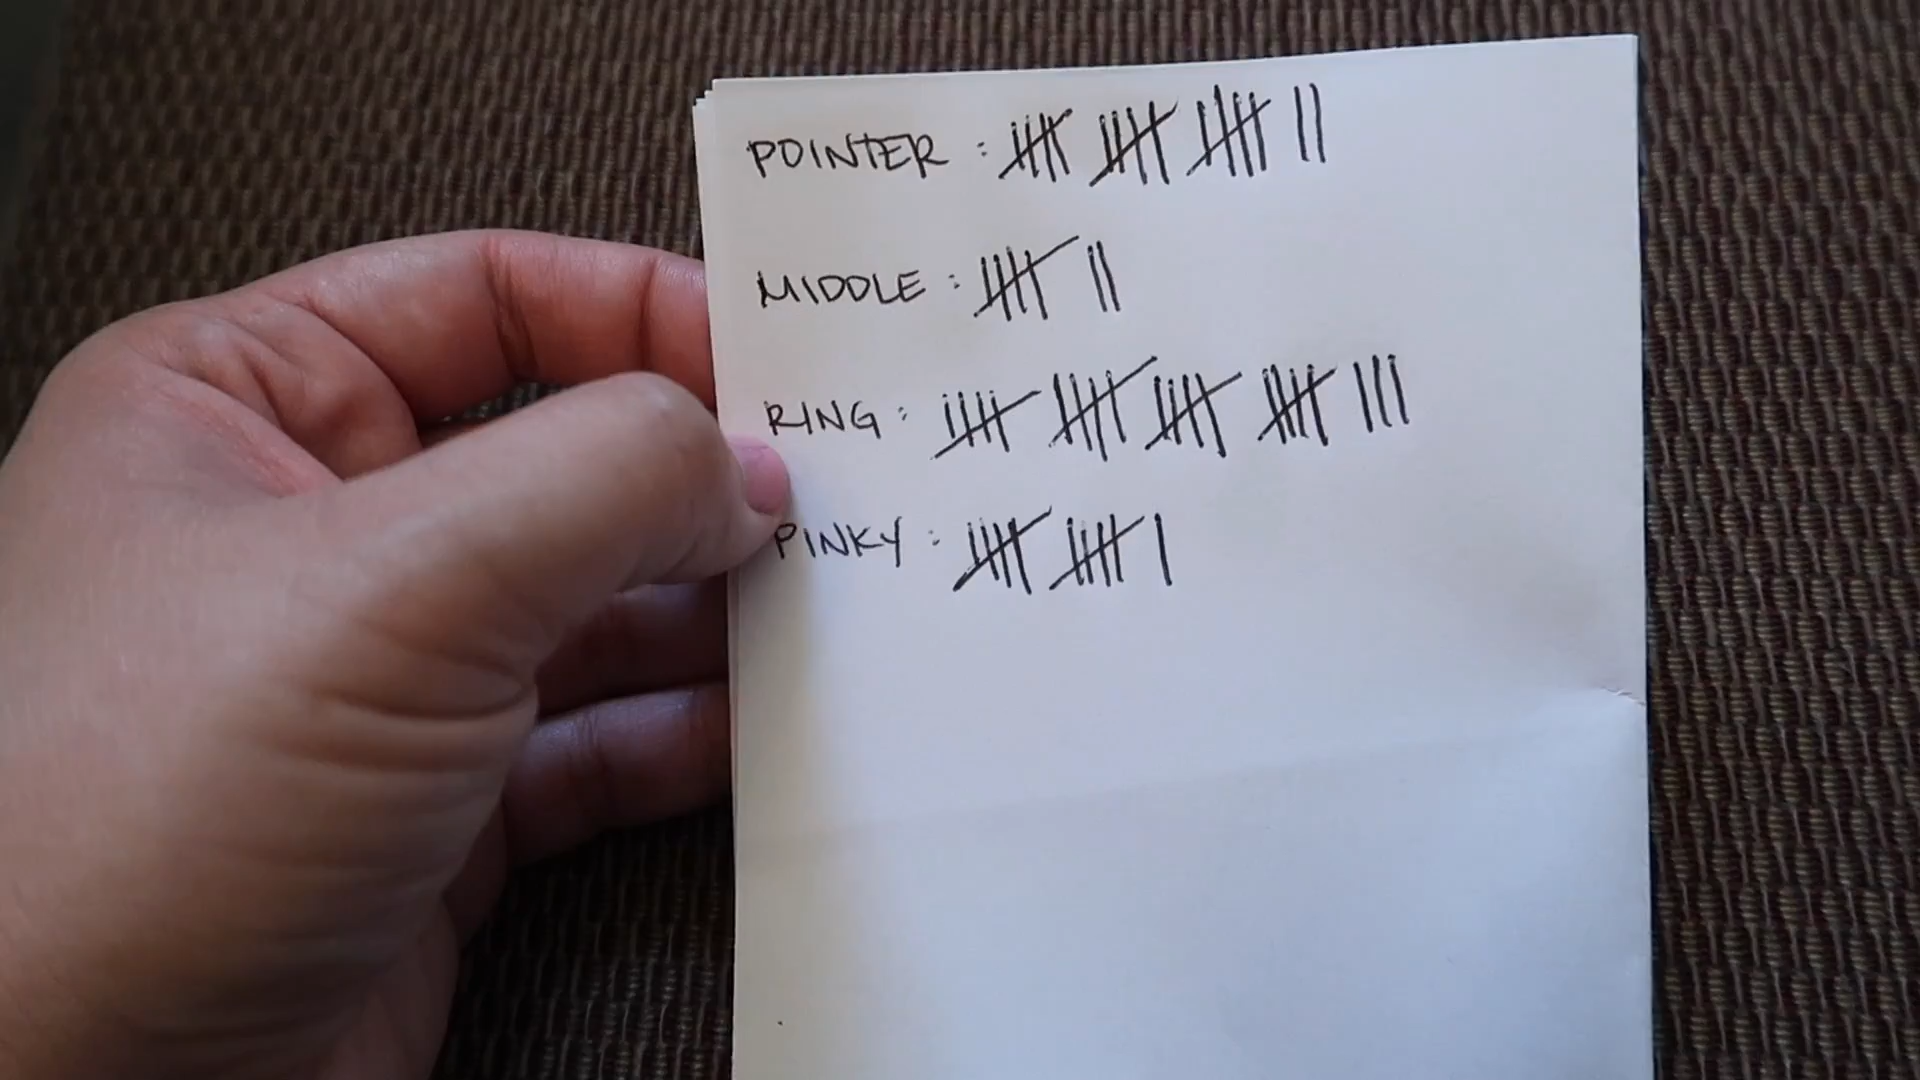 POINTER : 卌 卌 卌 ||
MIDDLE : 卌 ||
RING : 卌 卌 卌 卌 |||
PINKY : 卌 卌 |